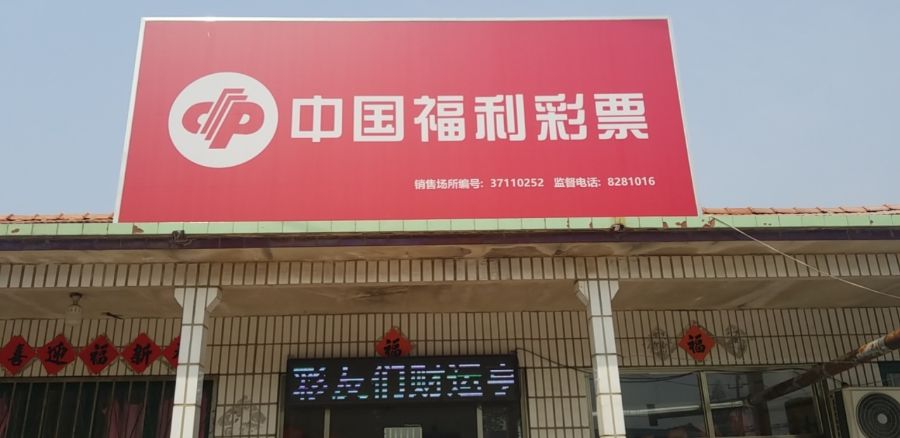 中国福利彩票
销售场所编号: 37110252 监督电话: 8281016
喜迎福新
福
福
彩友们财运亨